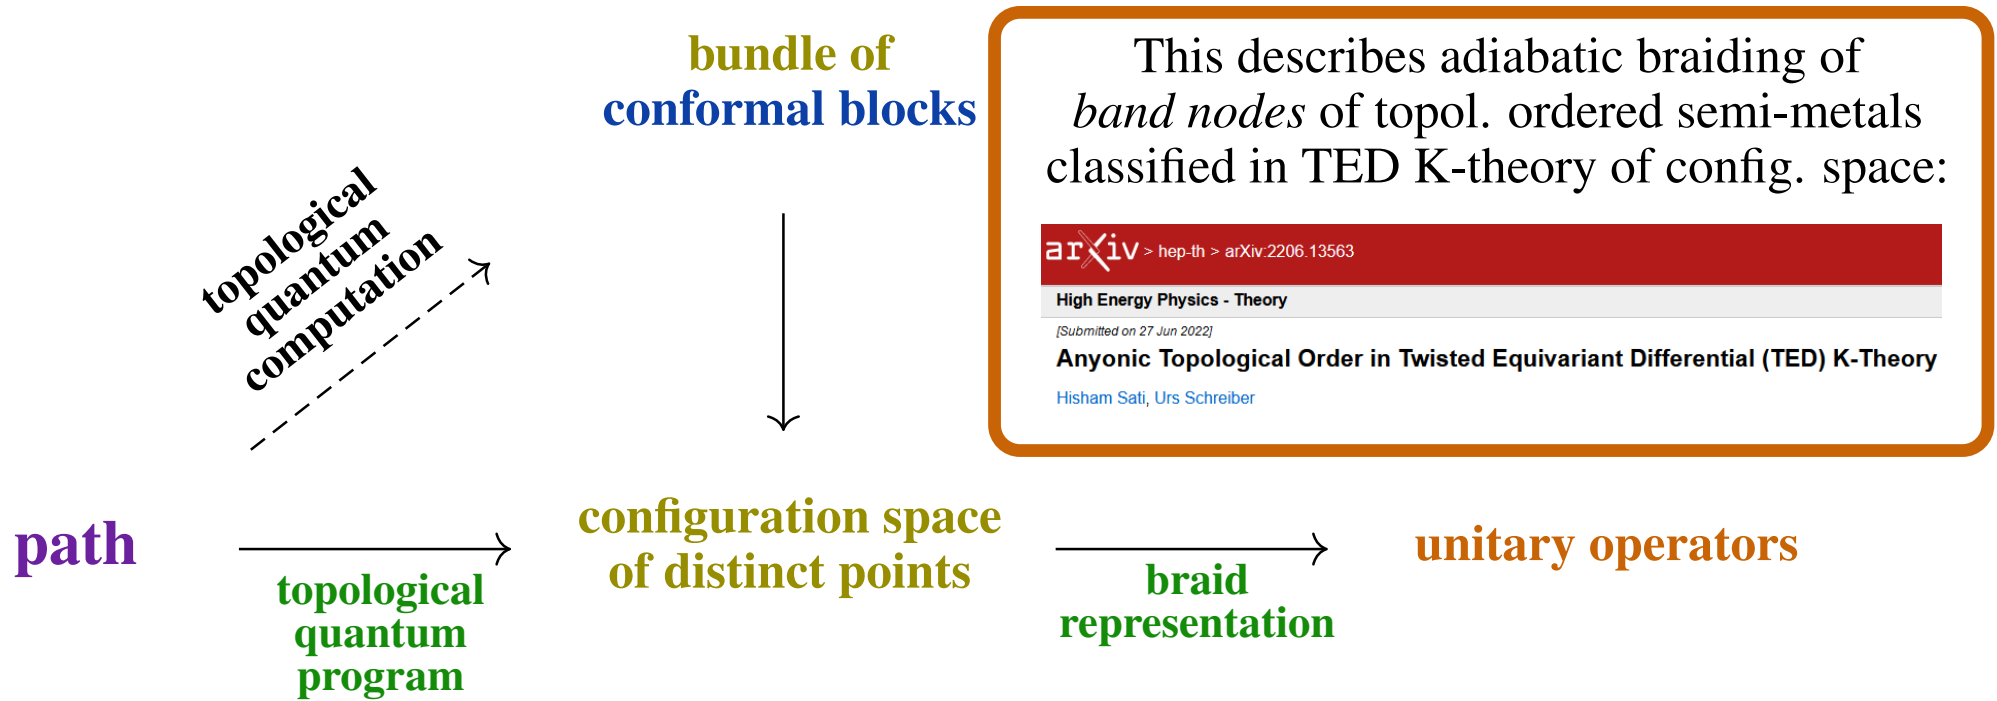 bundle of
conformal blocks
This describes adiabatic braiding of
band nodes of topol. ordered semi-metals
classified in TED K-theory of config. space:
arXiv > hep-th > arXiv:2206.13563
High Energy Physics - Theory
[Submitted on 27 Jun 2022]
Anyonic Topological Order in Twisted Equivariant Differential (TED) K-Theory
Hisham Sati, Urs Schreiber
topological
quantum
computation
path
topological
quantum
program
configuration space
of distinct points
braid
representation
unitary operators